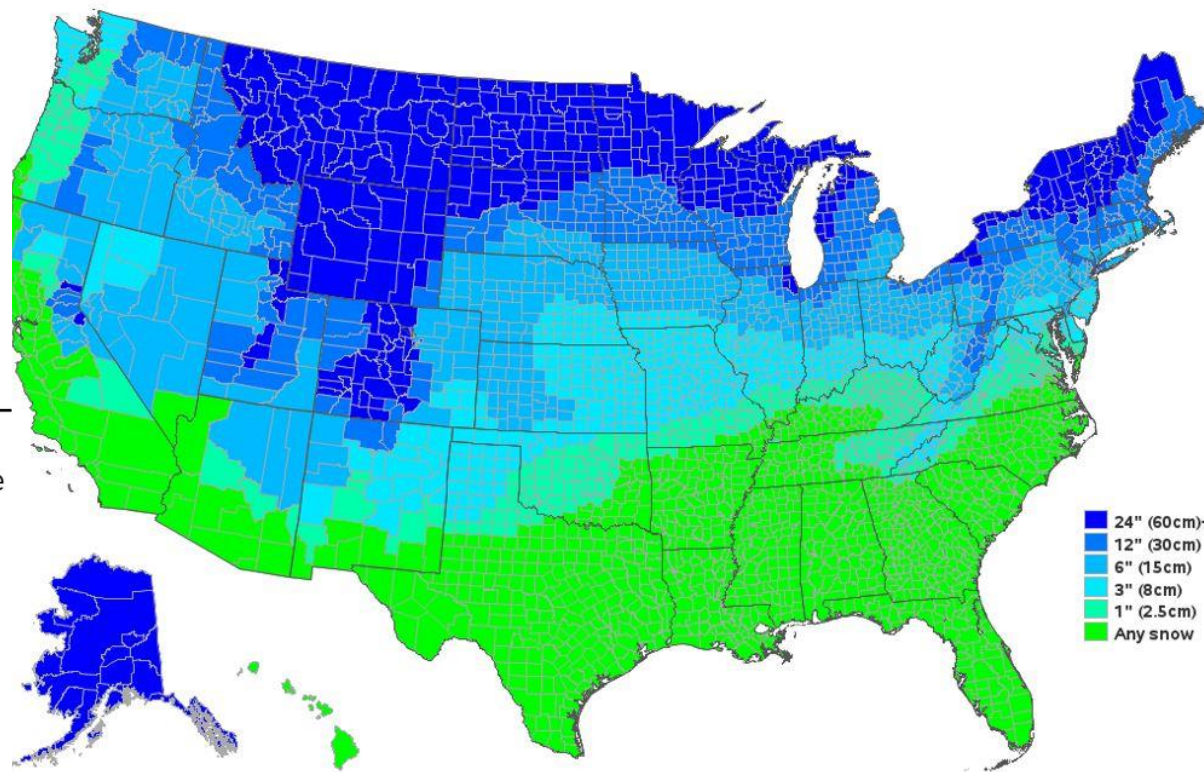 e
24" (60cm)+
12" (30cm)
6" (15cm)
3" (8cm)
1" (2.5cm)
Any snow